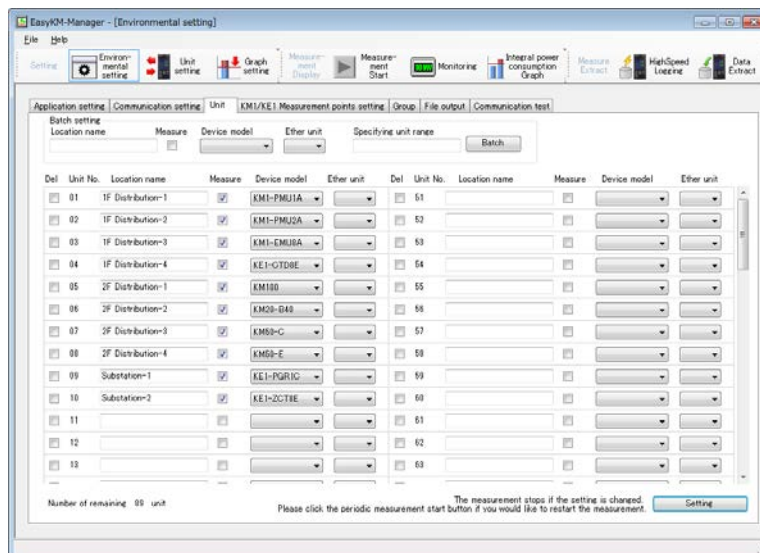 EasyKM-Manager - [Environmental setting]
File Help
Setting Environ-mental setting Unit setting Graph setting Measure-ment Display Measure-ment Start Monitoring Integral power consumption Graph Measure Extract HighSpeed Logging Data Extract
Application setting Communication setting Unit KM1/KE1 Measurement points setting Group File output Communication test
Batch setting
Location name Measure Device model Ether unit Specifying unit range
Batch
Del Unit No. Location name Measure Device model Ether unit Del Unit No. Location name Measure Device model Ether unit
01 1F Distribution-1 KM1-PMU1A 51
02 1F Distribution-2 KM1-PMU2A 52
03 1F Distribution-3 KM1-EMU8A 53
04 1F Distribution-4 KE1-CTD8E 54
05 2F Distribution-1 KM100 55
06 2F Distribution-2 KM20-B40 56
07 2F Distribution-3 KM50-C 57
08 2F Distribution-4 KM50-E 58
09 Substation-1 KE1-PGR1C 59
10 Substation-2 KE1-ZCT8E 60
11 61
12 62
13 63
Number of remaining 89 unit
The measurement stops if the setting is changed.
Please click the periodic measurement start button if you would like to restart the measurement.
Setting